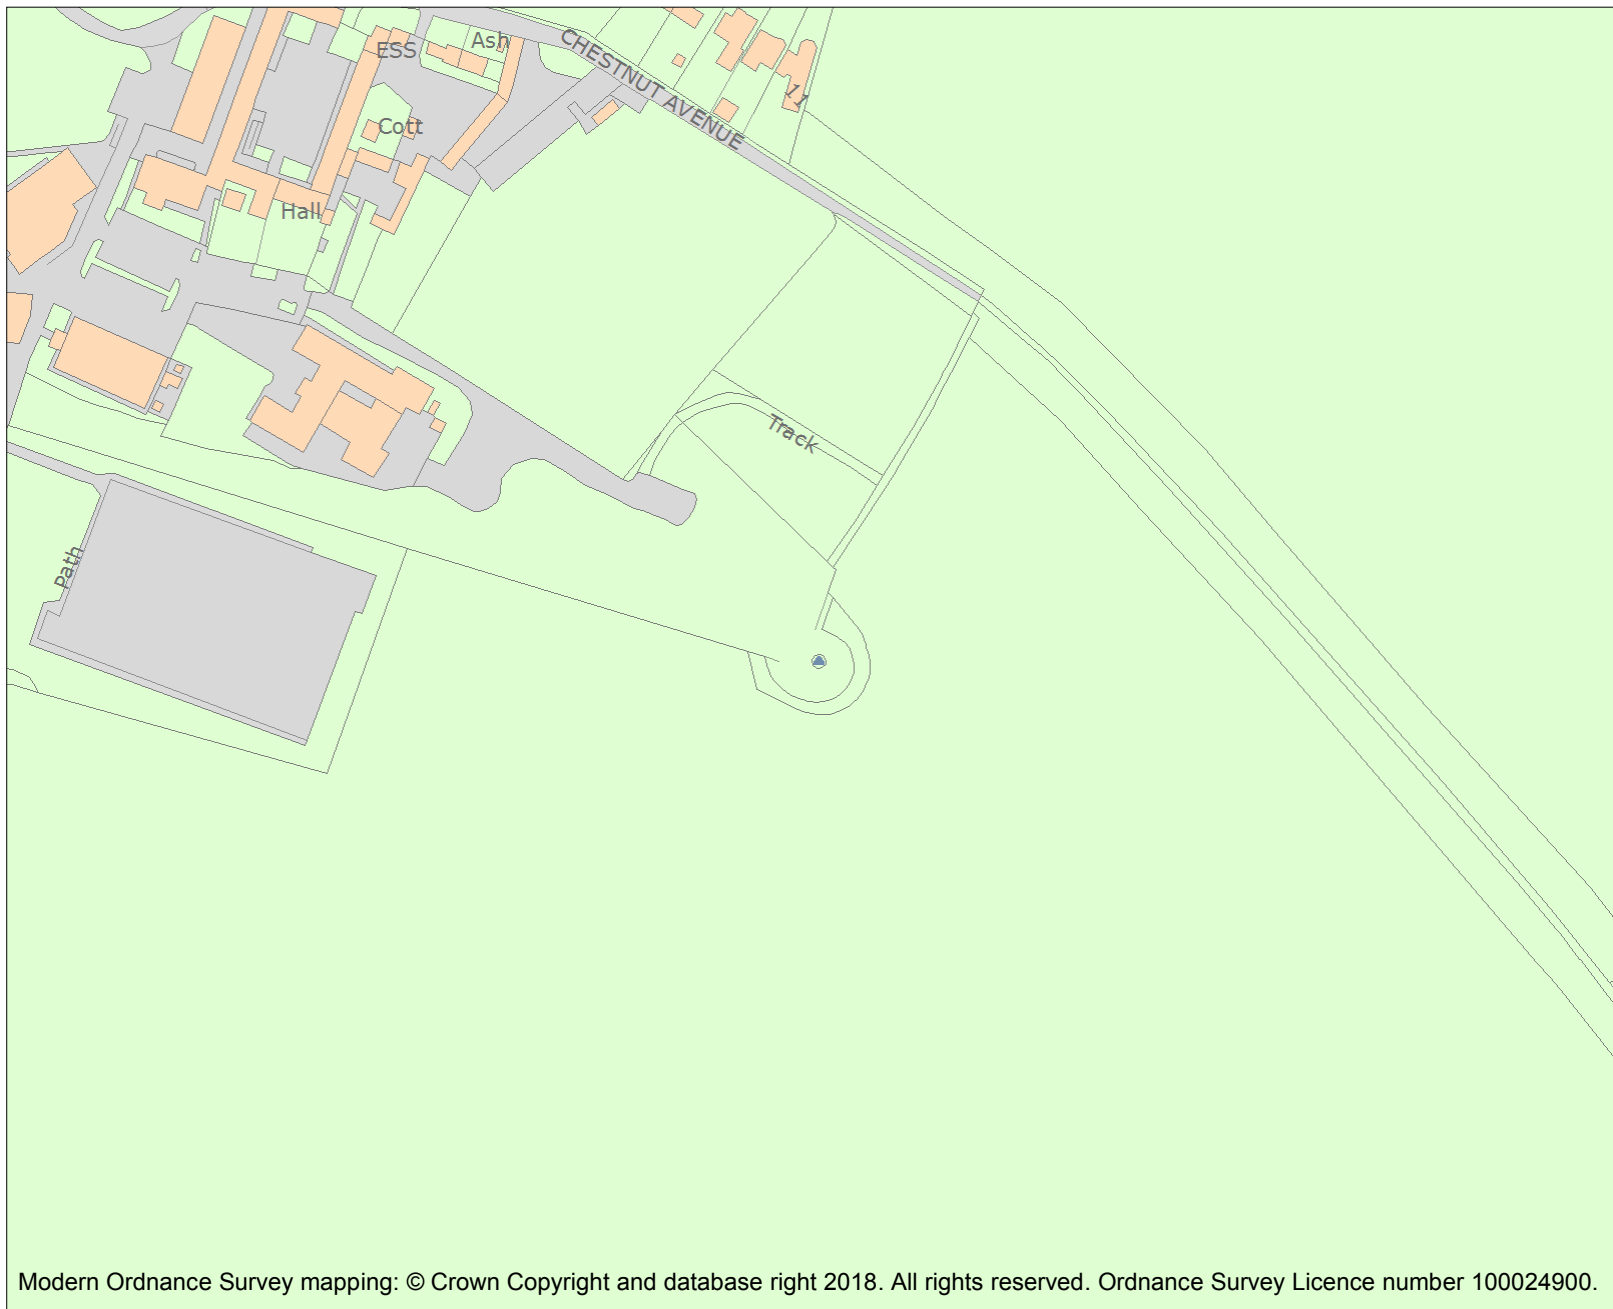 ESS
Ash
CHESTNUT AVENUE
11
Cott
Hall
Track
Path
Modern Ordnance Survey mapping: © Crown Copyright and database right 2018. All rights reserved. Ordnance Survey Licence number 100024900.